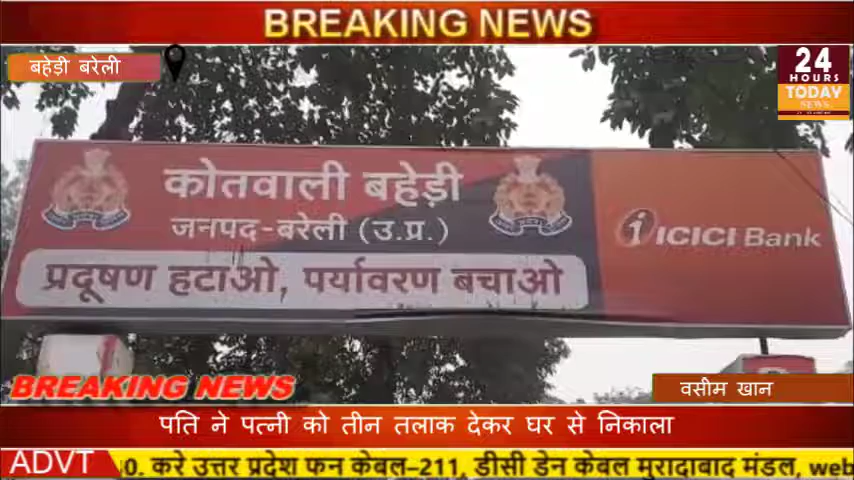 BREAKING NEWS
बहेड़ी बरेली
24
HOURS
TODAY
NEWS
कोतवाली बहेड़ी
जनपद-बरेली (उ.प्र.)
प्रदूषण हटाओ, पर्यावरण बचाओ
ICICI Bank
BREAKING NEWS
वसीम खान
पति ने पत्नी को तीन तलाक देकर घर से निकाला
ADVT
0. करे उत्तर प्रदेश फन केबल–211, डीसी डेन केबल मुरादाबाद मंडल, web